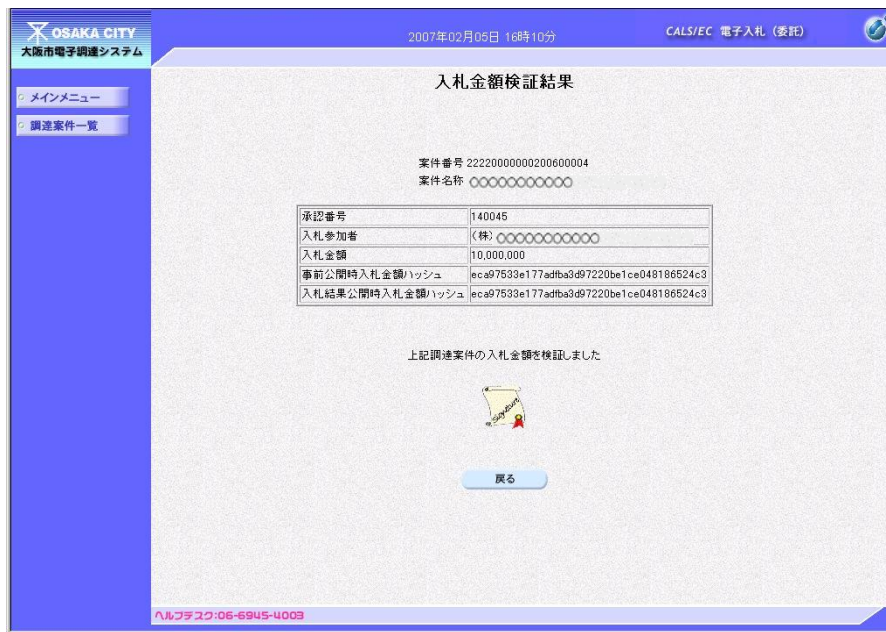 OSAKA CITY
大阪市電子調達システム
2007年02月05日 16時10分
CALS/EC 電子入札（委託）
メインメニュー
調達案件一覧
入札金額検証結果
案件番号 22220000000200600004
案件名称 ○○○○○○○○○○○
承認番号 140045
入札参加者 （株）○○○○○○○○○○○
入札金額 10,000,000
事前公開時入札金額ハッシュ eca97533e177adfba3d97220be1ce048186524c3
入札結果公開時入札金額ハッシュ eca97533e177adfba3d97220be1ce048186524c3
上記調達案件の入札金額を検証しました
Signature
戻る
ヘルプデスク:06-6945-4003